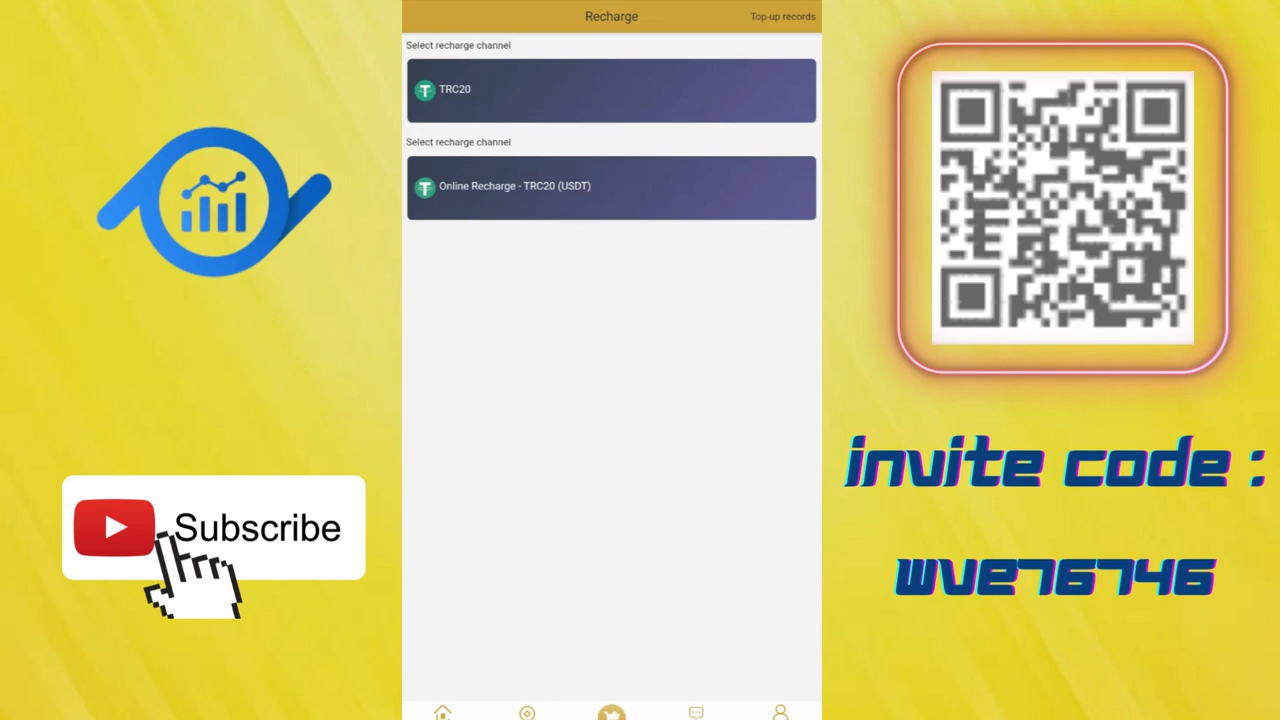 Recharge
Top-up records
Select recharge channel
TRC20
Select recharge channel
Online Recharge - TRC20 (USDT)
Subscribe
invite code :
wve76746